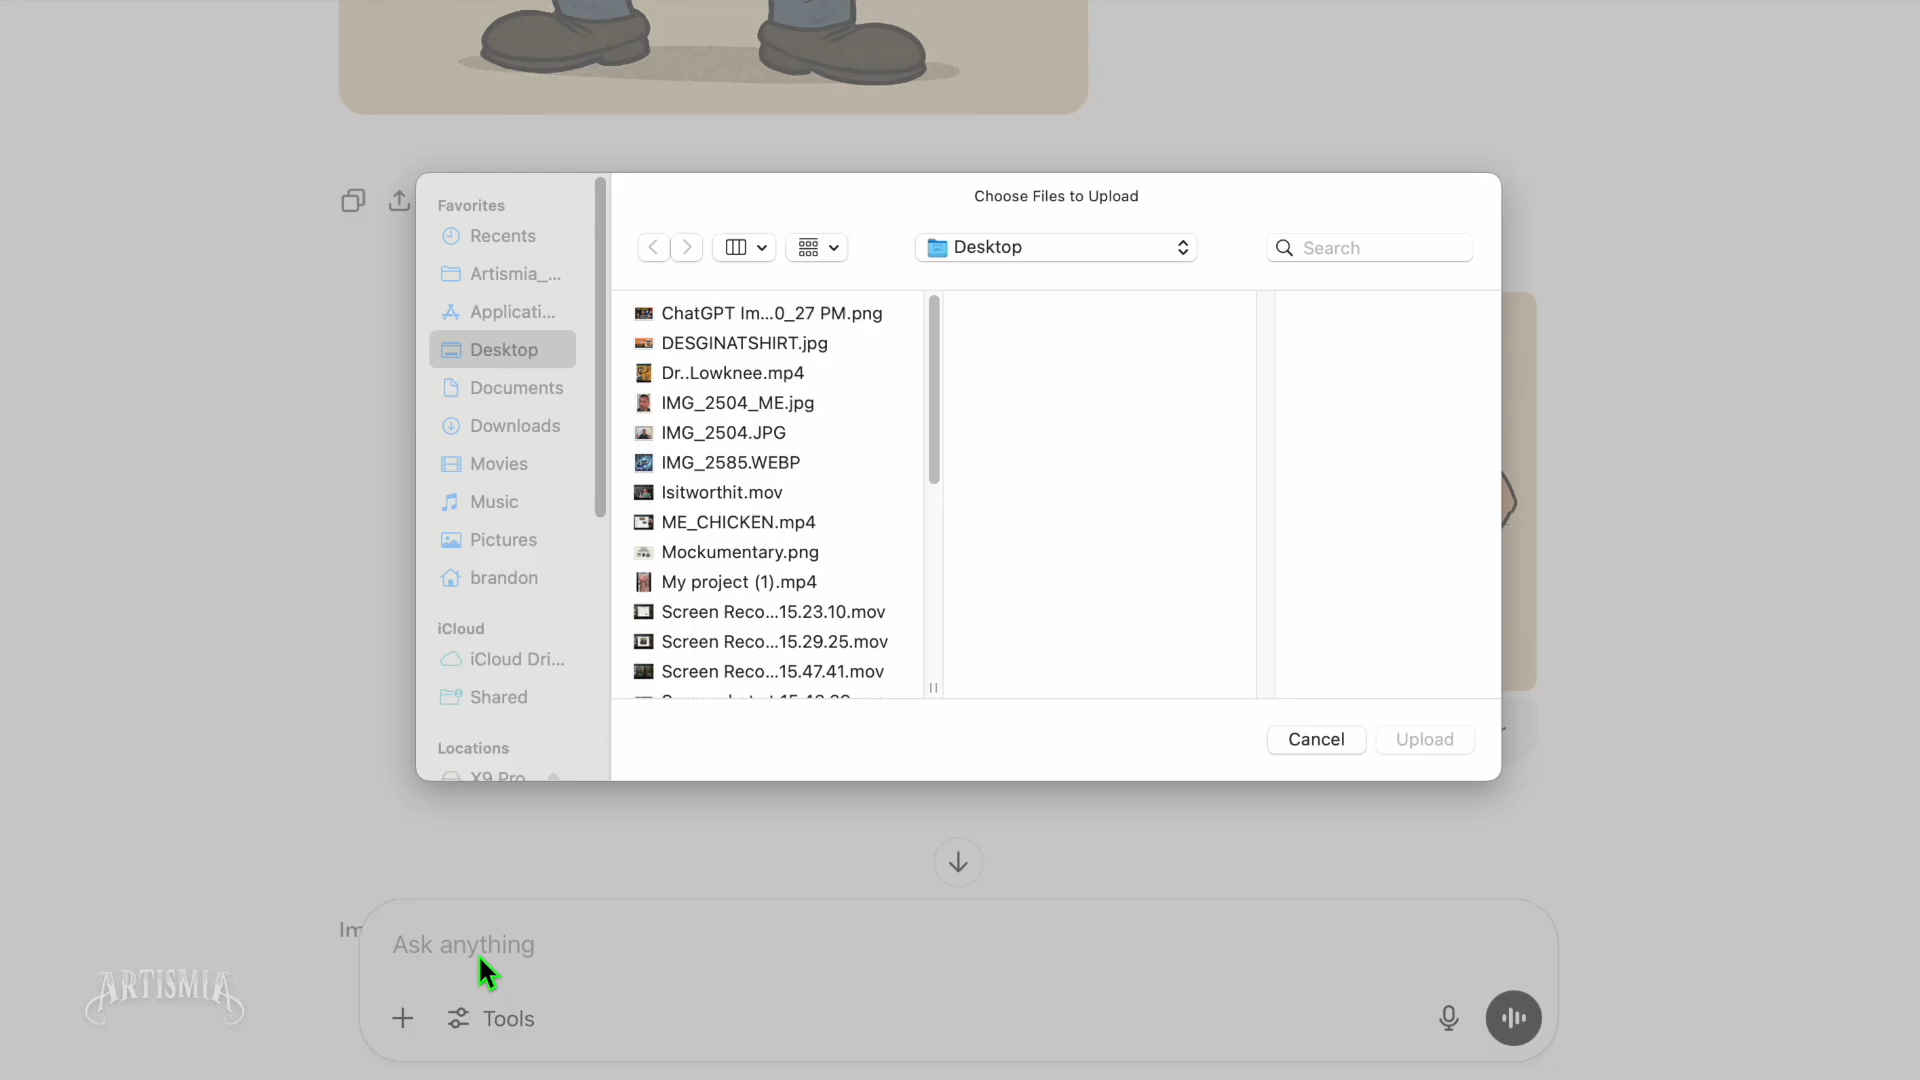 Choose Files to Upload
Favorites
Recents
Artismia_...
Applicati...
Desktop
Documents
Downloads
Movies
Music
Pictures
brandon
iCloud
iCloud Dri...
Shared
Locations
X9 Pro
Desktop
Search
ChatGPT Im...0_27 PM.png
DESGINATSHIRT.jpg
Dr..Lowknee.mp4
IMG_2504_ME.jpg
IMG_2504.JPG
IMG_2585.WEBP
Isitworthit.mov
ME_CHICKEN.mp4
Mockumentary.png
My project (1).mp4
Screen Reco...15.23.10.mov
Screen Reco...15.29.25.mov
Screen Reco...15.47.41.mov
Cancel
Upload
Im
Ask anything
Tools
ARTISMIA